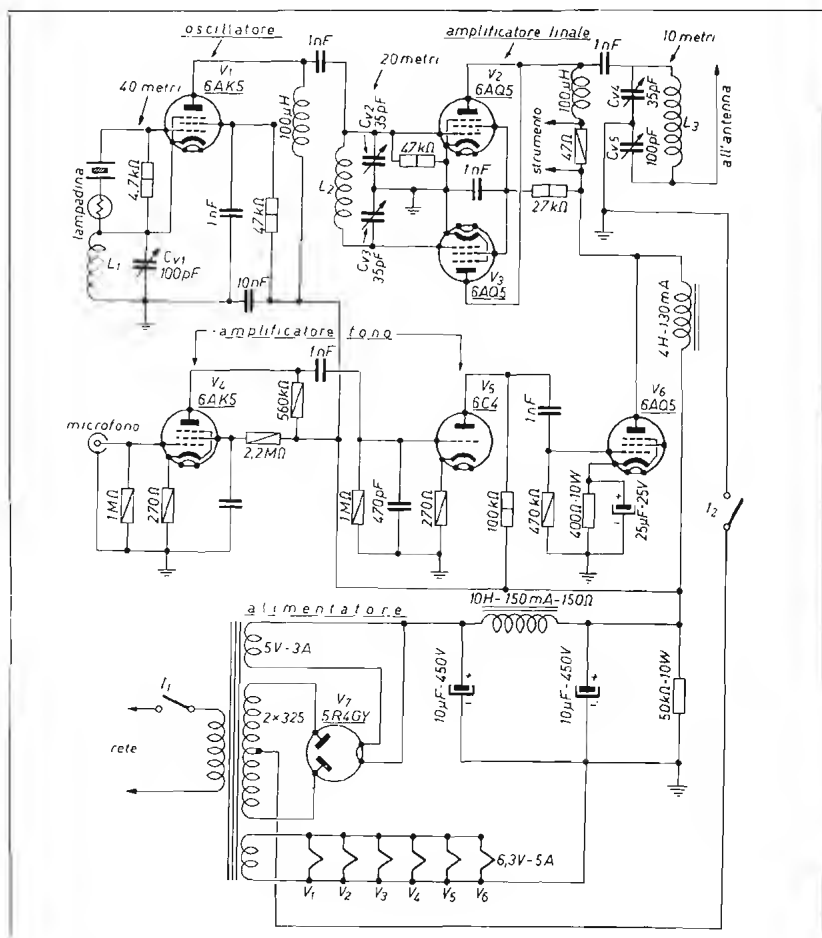 oscillatore
V1
6AK5
1nF
40 metri
lampadina
4.7kΩ
L1
Cv1
100pF
1nF
10nF
47kΩ
100µH
20 metri
Cv2
35pF
L2
Cv3
35pF
47kΩ
amplificatore finale
V2
6AQ5
1nF
V3
6AQ5
27kΩ
strumento
100µH
47Ω
1nF
10 metri
Cv4
35pF
Cv5
100pF
L3
all'antenna
4H-130mA
amplificatore tono
V4
6AK5
microfono
1MΩ
270Ω
2,2MΩ
560kΩ
1nF
1MΩ
470pF
V5
6C4
270Ω
100kΩ
1nF
470kΩ
V6
6AQ5
400Ω-10W
25µF-25V
I2
alimentatore
I1
rete
5V-3A
2×325
V7
5R4GY
10H-150mA-150Ω
10µF-450V
10µF-450V
50kΩ-10W
6,3V-5A
V1 V2 V3 V4 V5 V6